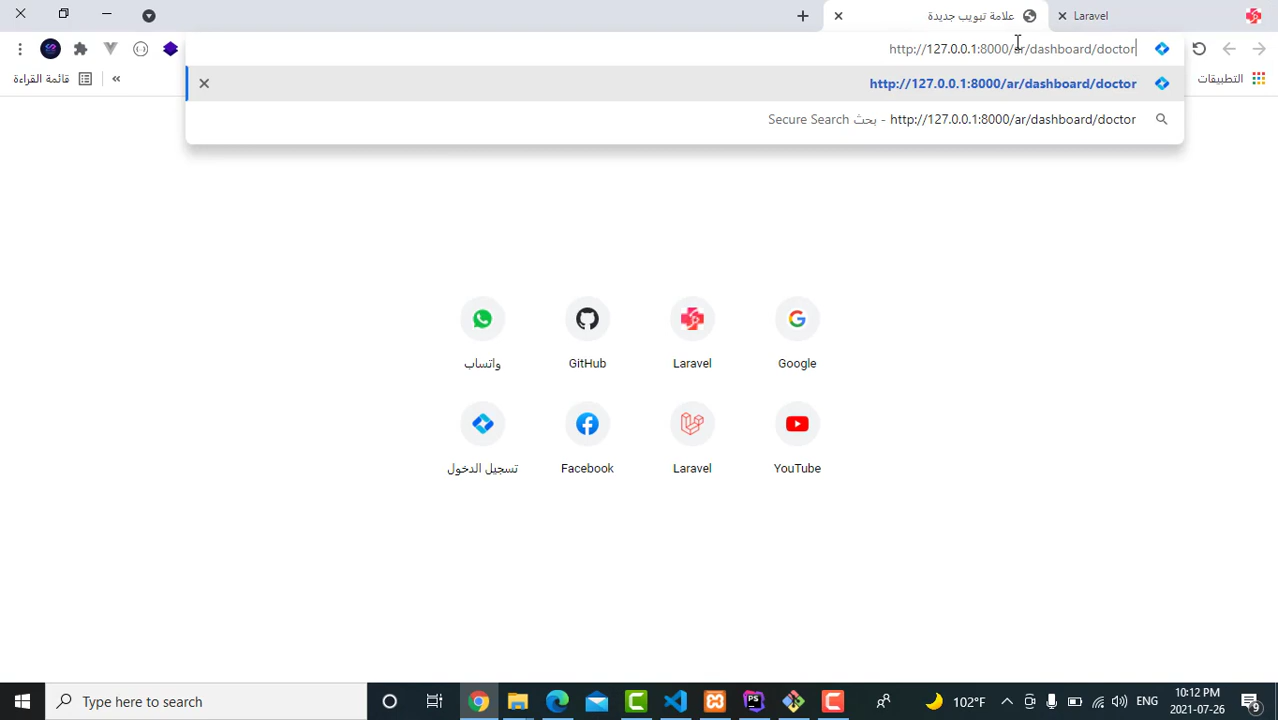 علامة تبويب جديدة
Laravel
http://127.0.0.1:8000/ar/dashboard/doctor
قائمة القراءة
»
التطبيقات
http://127.0.0.1:8000/ar/dashboard/doctor
http://127.0.0.1:8000/ar/dashboard/doctor - بحث Secure Search
واتساب
GitHub
Laravel
Google
تسجيل الدخول
Facebook
Laravel
YouTube
Type here to search
102°F
ENG
10:12 PM
2021-07-26
9